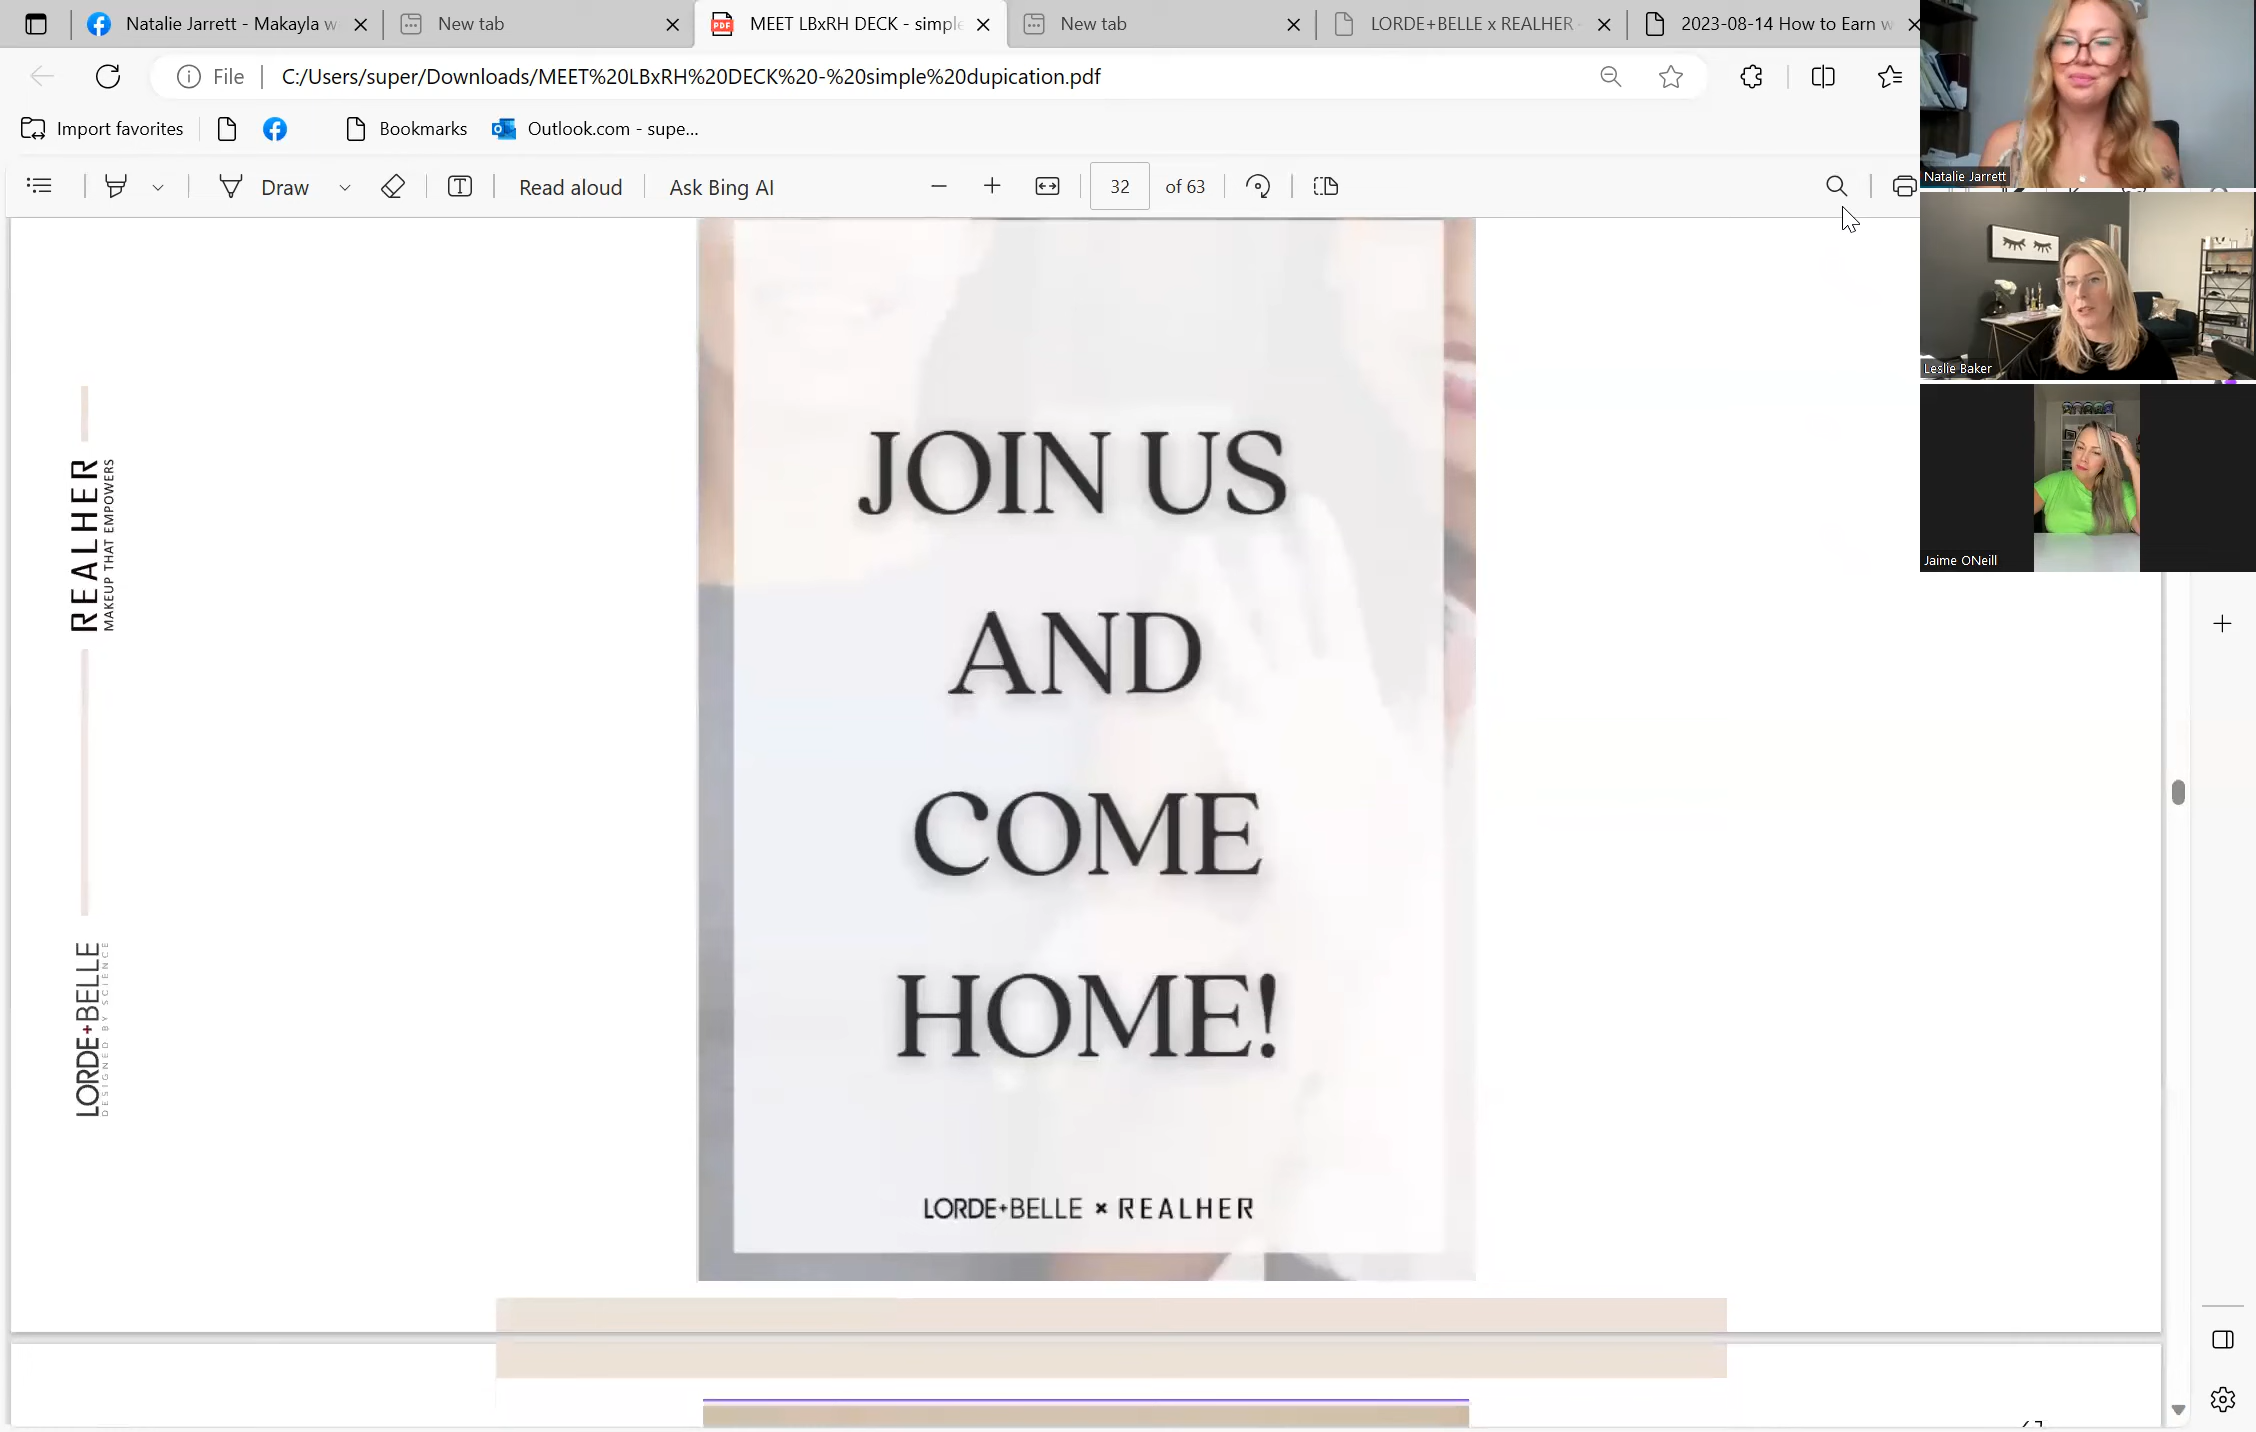 Natalie Jarrett - Makayla w
New tab
MEET LBxRH DECK - simple
New tab
LORDE+BELLE x REALHER -
2023-08-14 How to Earn w
File
C:/Users/super/Downloads/MEET%20LBxRH%20DECK%20-%20simple%20dupication.pdf
Import favorites
Bookmarks
Outlook.com - supe...
Draw
Read aloud
Ask Bing AI
32
of 63
Natalie Jarrett
Leslie Baker
Jaime ONeill
REALHER
MAKEUP THAT EMPOWERS
LORDE+BELLE
DESIGNED BY SCIENCE
JOIN US
AND
COME
HOME!
LORDE+BELLE × REALHER